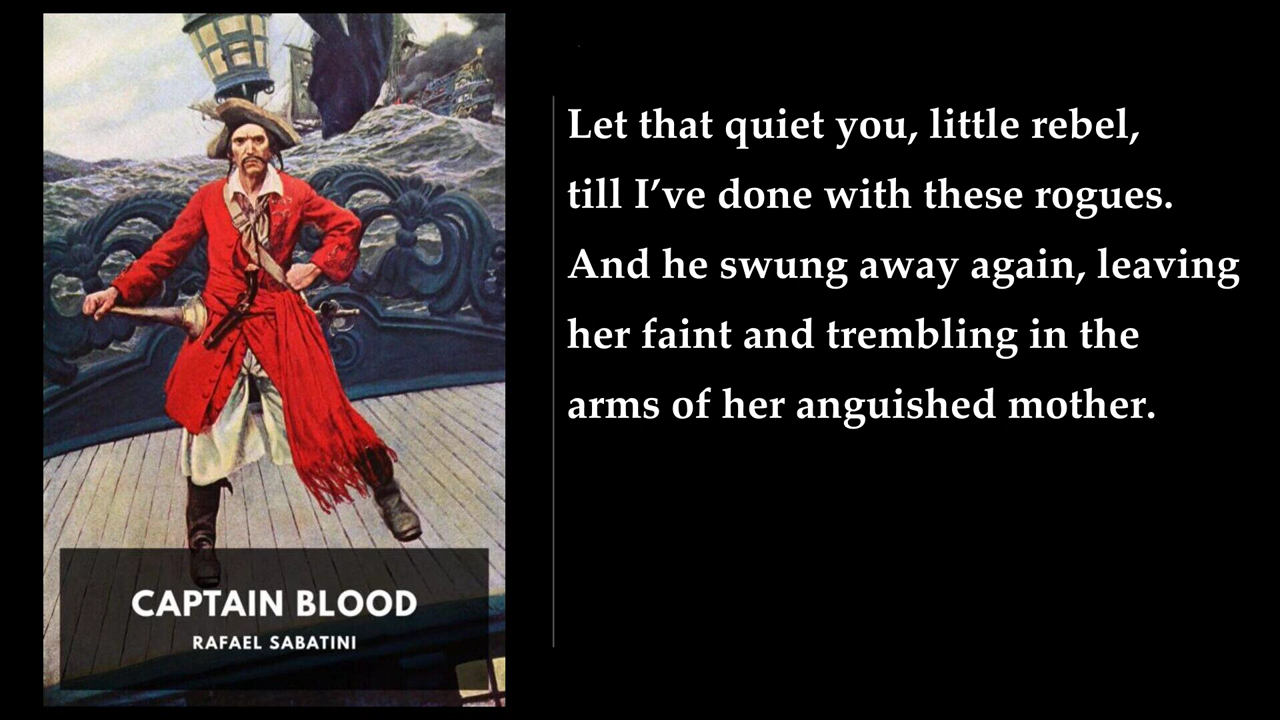 CAPTAIN BLOOD
RAFAEL SABATINI
Let that quiet you, little rebel,
till I’ve done with these rogues.
And he swung away again, leaving
her faint and trembling in the
arms of her anguished mother.